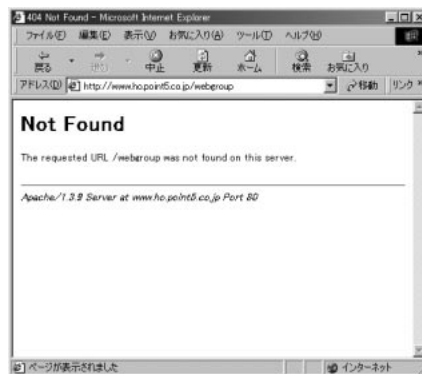 404 Not Found - Microsoft Internet Explorer
ファイル(F) 編集(E) 表示(V) お気に入り(A) ツール(T) ヘルプ(H)
戻る 進む 中止 更新 ホーム 検索 お気に入り
アドレス(D) http://www.ho.point5.co.jp/webgroup 移動 リンク »
Not Found
The requested URL /webgroup was not found on this server.
Apache/1.3.9 Server at www.ho.point5.co.jp Port 80
ページが表示されました インターネット